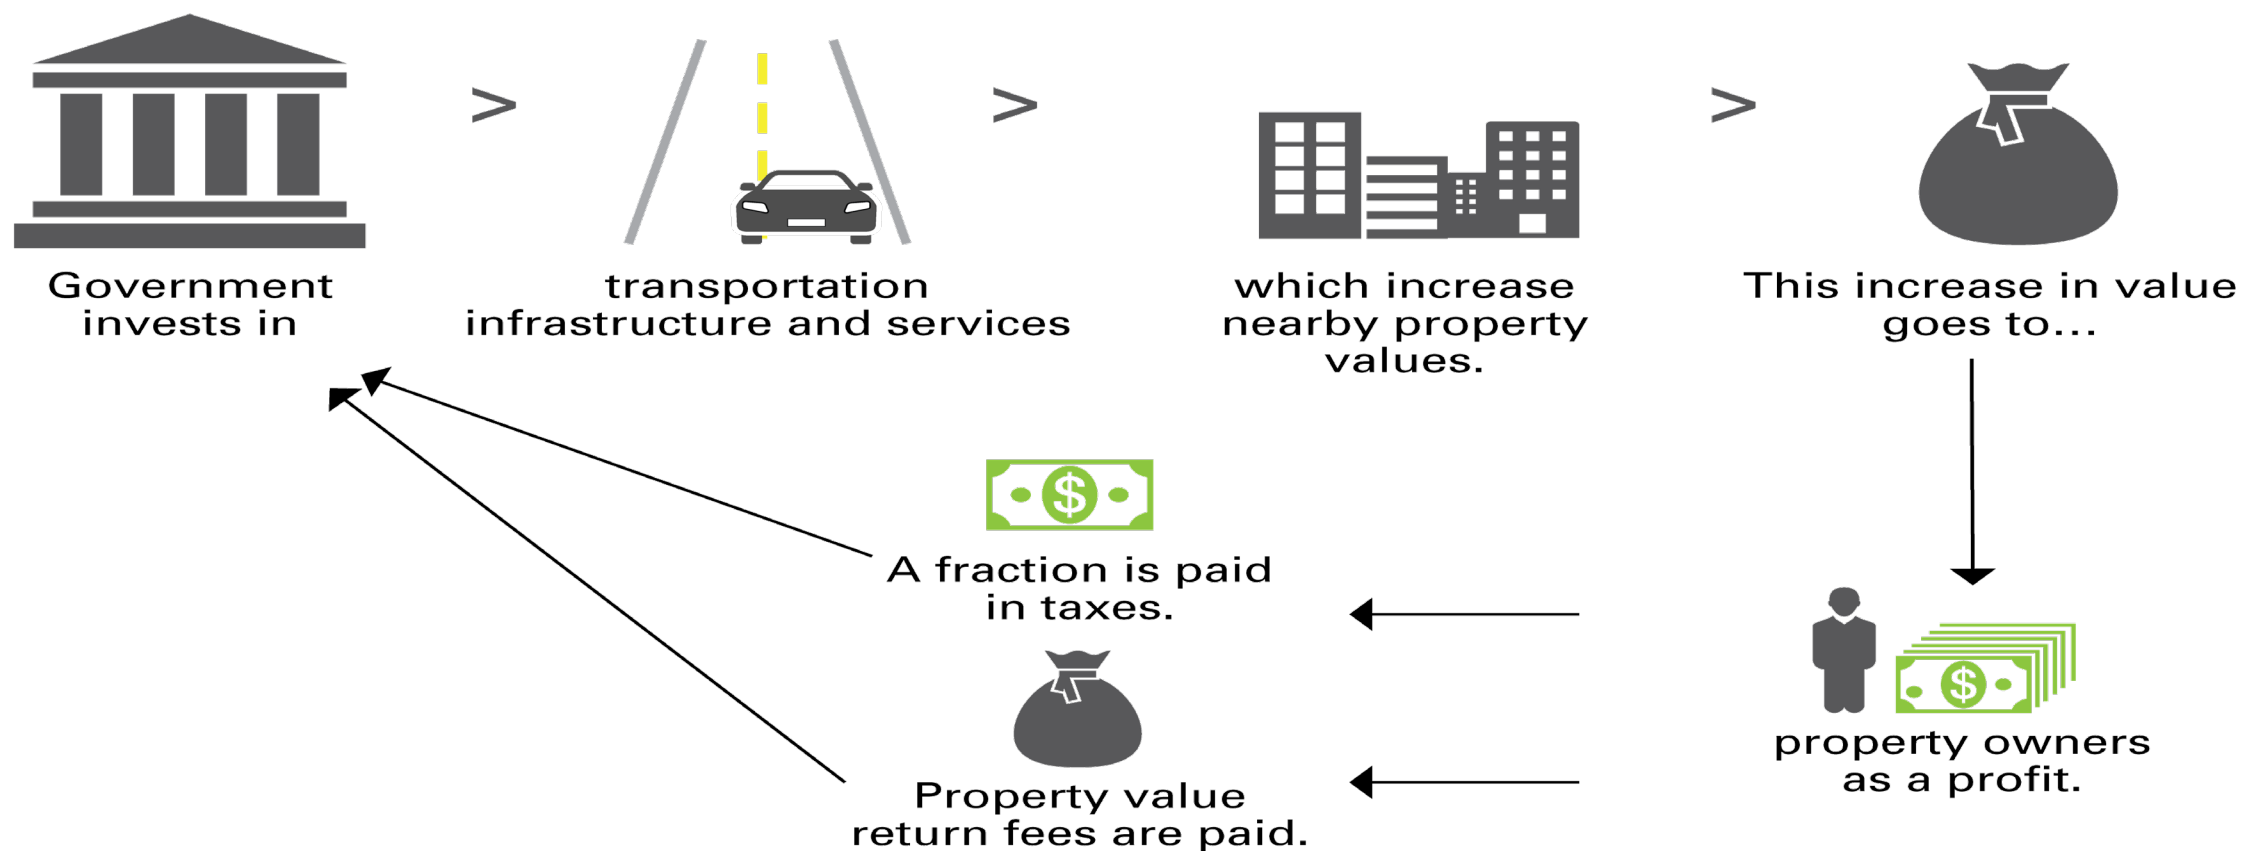 Government
invests in
>
transportation
infrastructure and services
>
which increase
nearby property
values.
>
This increase in value
goes to...
$
A fraction is paid
in taxes.
$
property owners
as a profit.
Property value
return fees are paid.